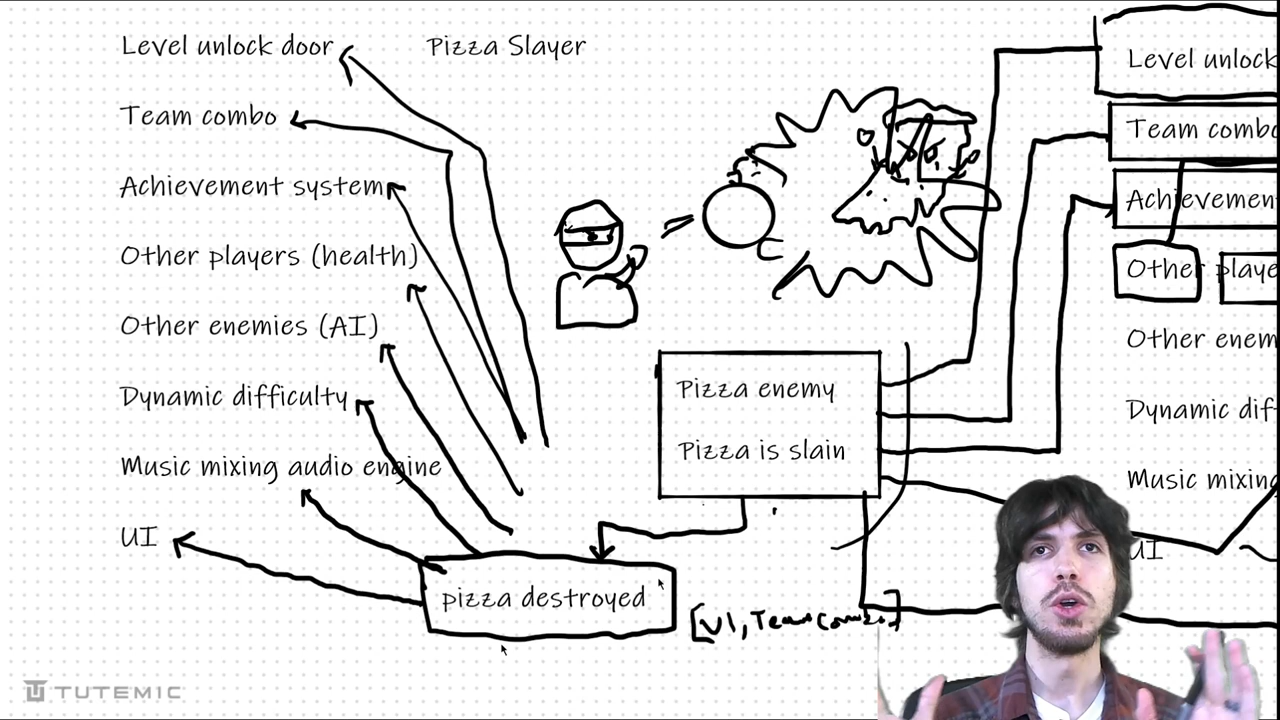 Level unlock door
Pizza Slayer
Team combo
Achievement system
Other players (health)
Other enemies (AI)
Dynamic difficulty
Music mixing audio engine
UI
Pizza enemy
Pizza is slain
pizza destroyed
[UI, Team Combo]
Level unlock
Team combo
Achievement
Other playe
Other enem
Dynamic dif
Music mixing
UI
TUTEMIC